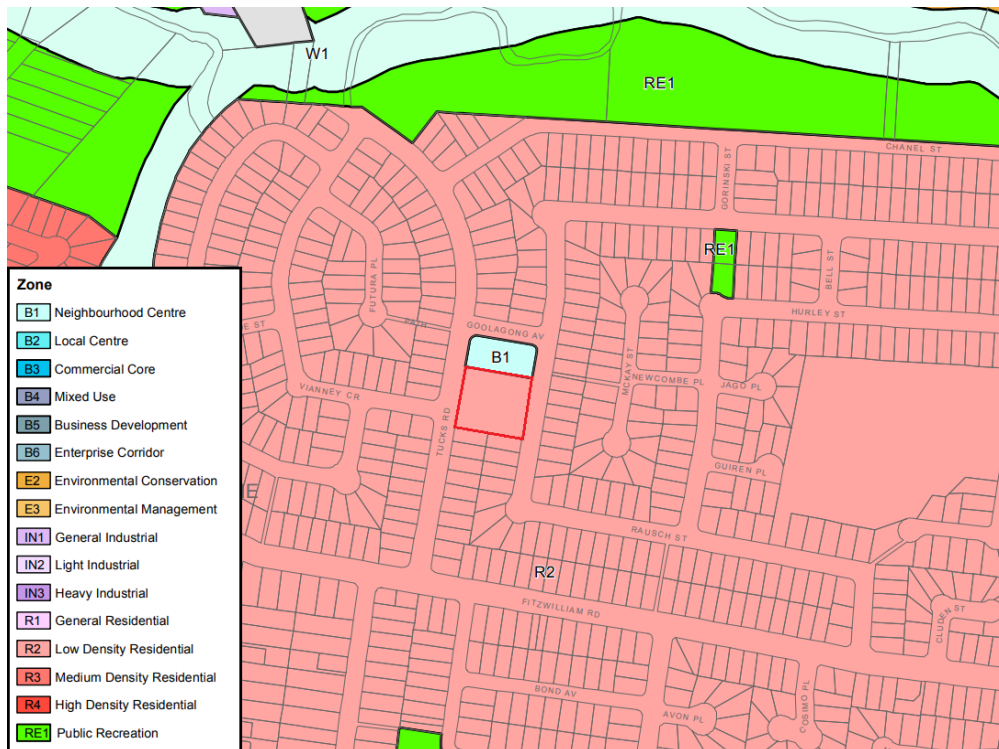 W1
RE1
CHANEL ST
GORINSKI ST
RE1
BELL ST
FUTURA PL
PATH
HURLEY ST
GOOLAGONG AV
B1
MCKAY ST
NEWCOMBE PL
JAGO PL
VIANNEY CR
TUCKS RD
GUIREN PL
RAUSCH ST
R2
FITZWILLIAM RD
CLUDEN ST
BOND AV
AVON PL
COSIMO PL
Zone
B1 Neighbourhood Centre
B2 Local Centre
B3 Commercial Core
B4 Mixed Use
B5 Business Development
B6 Enterprise Corridor
E2 Environmental Conservation
E3 Environmental Management
IN1 General Industrial
IN2 Light Industrial
IN3 Heavy Industrial
R1 General Residential
R2 Low Density Residential
R3 Medium Density Residential
R4 High Density Residential
RE1 Public Recreation